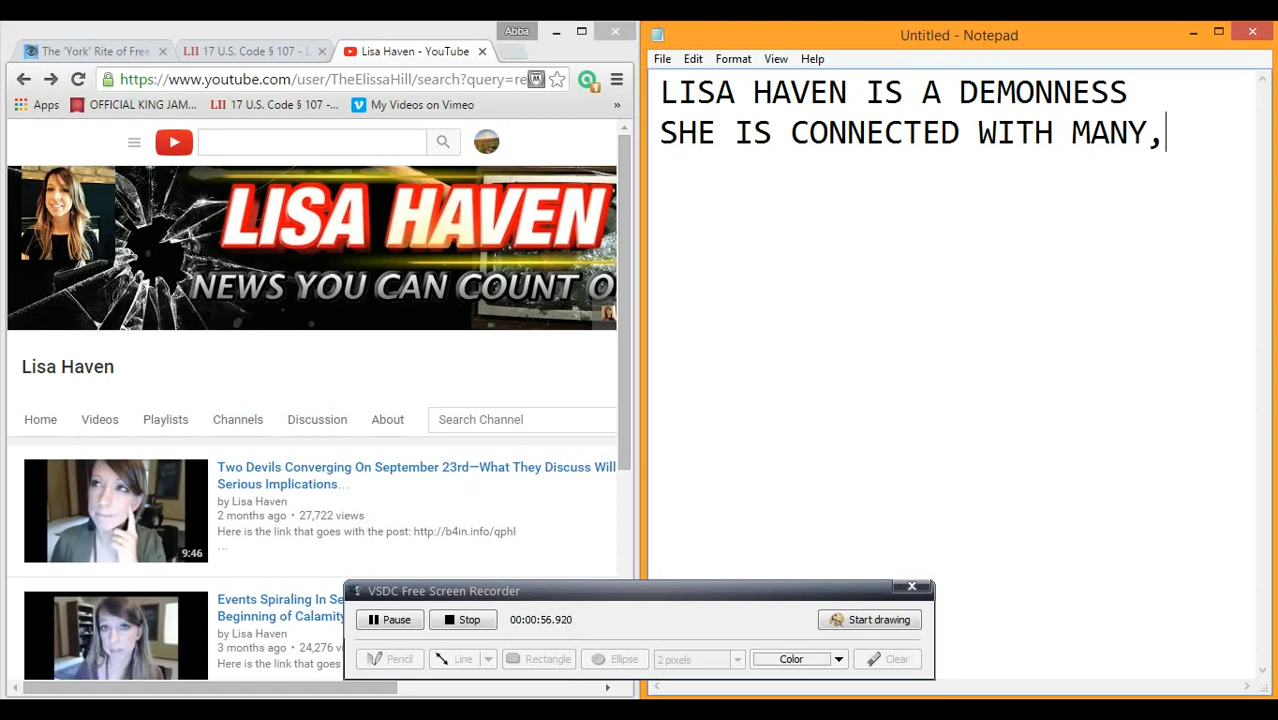 Abba
The 'York' Rite of Free
LII 17 U.S. Code § 107 - L
Lisa Haven - YouTube
https://www.youtube.com/user/TheElissaHill/search?query=re
Apps
OFFICIAL KING JAM...
LII 17 U.S. Code § 107 -...
My Videos on Vimeo
»
LISA HAVEN
NEWS YOU CAN COUNT O
Lisa Haven
Home
Videos
Playlists
Channels
Discussion
About
Search Channel
9:46
Two Devils Converging On September 23rd—What They Discuss Will
Serious Implications...
by Lisa Haven
2 months ago • 27,722 views
Here is the link that goes with the post: http://b4in.info/qphl
...
Events Spiraling In Se
Beginning of Calamity
by Lisa Haven
3 months ago • 24,276 vi
Here is the link that goes
Untitled - Notepad
File
Edit
Format
View
Help
LISA HAVEN IS A DEMONNESS
SHE IS CONNECTED WITH MANY,
VSDC Free Screen Recorder
Pause
Stop
00:00:56.920
Start drawing
Pencil
Line
Rectangle
Ellipse
2 pixels
Color
Clear